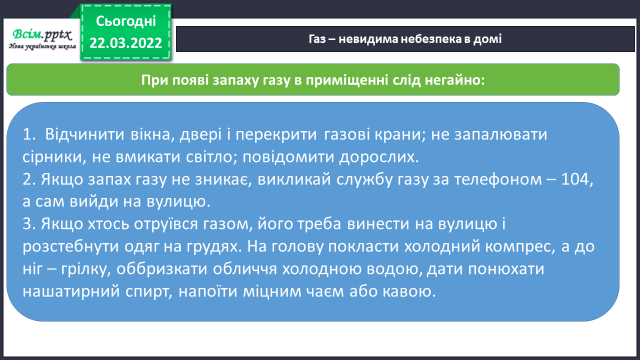 Всім.pptx
Нова українська школа
Сьогодні
22.03.2022
Газ – невидима небезпека в домі
При появі запаху газу в приміщенні слід негайно:
1. Відчинити вікна, двері і перекрити газові крани; не запалювати
сірники, не вмикати світло; повідомити дорослих.
2. Якщо запах газу не зникає, викликай службу газу за телефоном – 104,
а сам вийди на вулицю.
3. Якщо хтось отруївся газом, його треба винести на вулицю і
розстебнути одяг на грудях. На голову покласти холодний компрес, а до
ніг – грілку, оббризкати обличчя холодною водою, дати понюхати
нашатирний спирт, напоїти міцним чаєм або кавою.